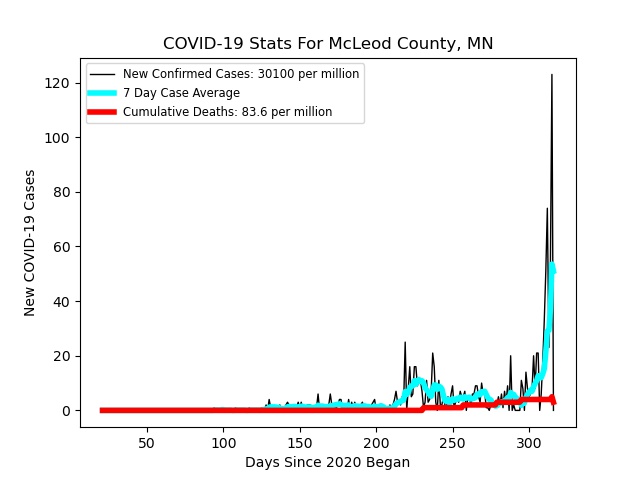 COVID-19 Stats For McLeod County, MN
New Confirmed Cases: 30100 per million
7 Day Case Average
Cumulative Deaths: 83.6 per million
New COVID-19 Cases
120
100
80
60
40
20
0
50 100 150 200 250 300
Days Since 2020 Began